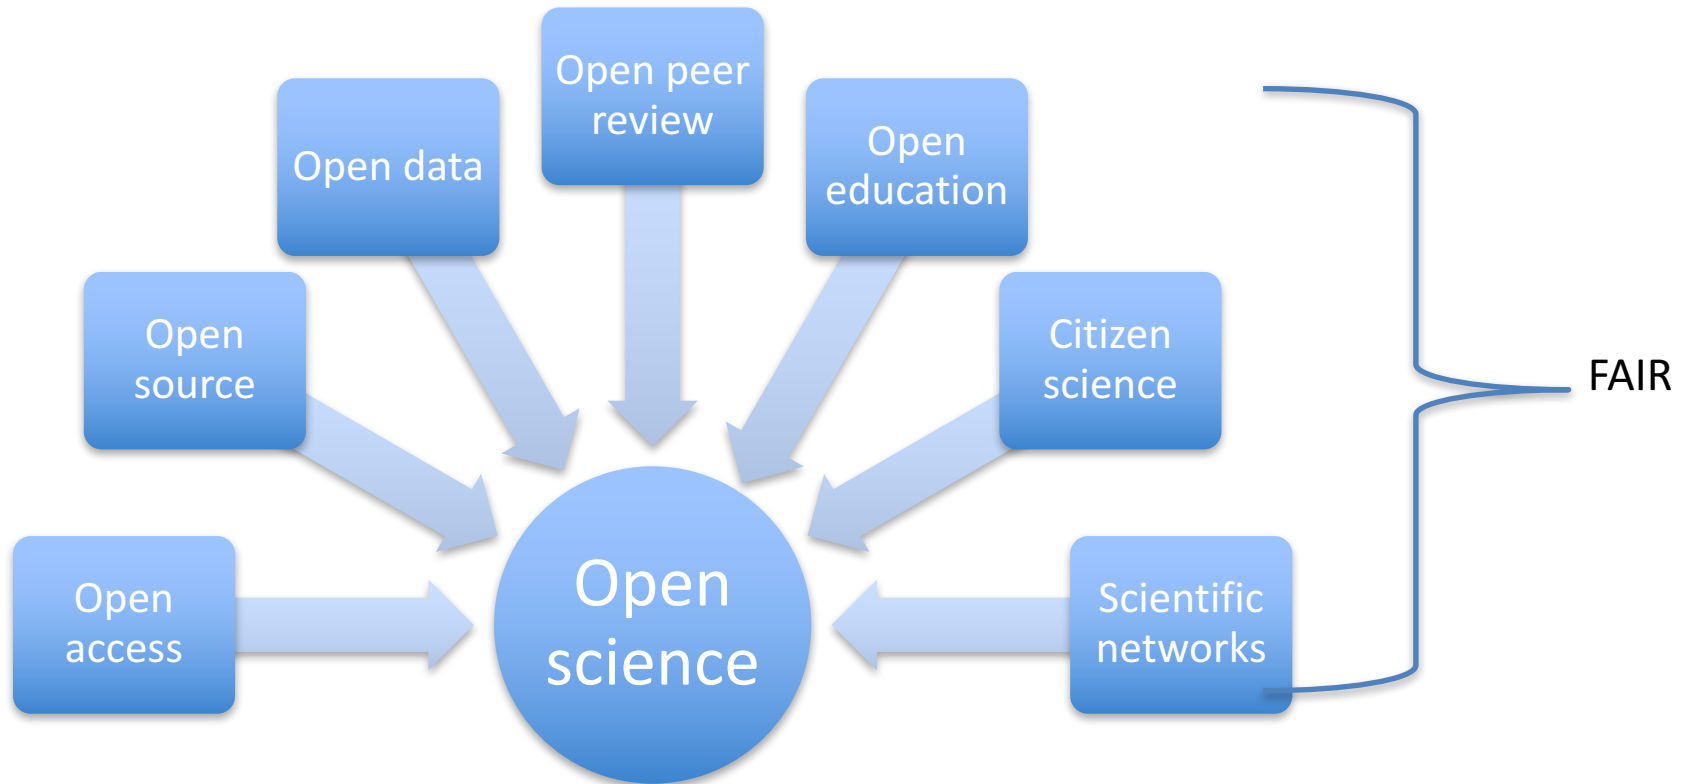 Open peer
review
Open data
Open
education
Open
source
Citizen
science
FAIR
Open
access
Open
science
Scientific
networks